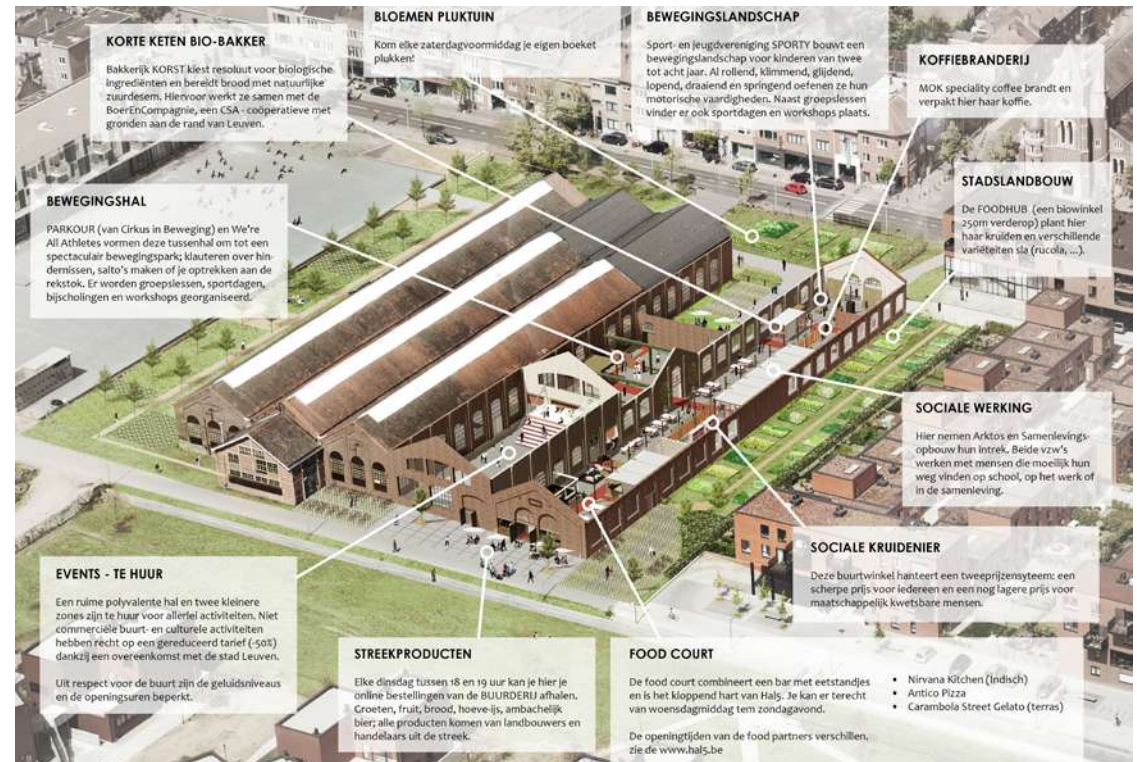 KORTE KETEN BIO-BAKKER
Bakkerijk KORST kiest resoluut voor biologische
ingrediënten en bereidt brood met natuurlijke
zuurdesem. Hiervoor werkt ze samen met de
BoerEnCompagnie, een CSA - coöperatieve met
gronden aan de rand van Leuven.
BLOEMEN PLUKTUIN
Kom elke zaterdagvoormiddag je eigen boeket
plukken!
BEWEGINGSLANDSCHAP
Sport- en jeugdvereniging SPORTY bouwt een
bewegingslandschap voor kinderen van twee
tot acht jaar. Al rollend, klimmend, glijdend,
lopend, draaiend en springend oefenen ze hun
motorische vaardigheden. Naast groepslessen
vinder er ook sportdagen en workshops plaats.
KOFFIEBRANDERIJ
MOK speciality coffee brandt en
verpakt hier haar koffie.
STADSLANDBOUW
De FOODHUB (een biowinkel
250m verderop) plant hier
haar kruiden en verschillende
variëteiten sla (rucola, ...).
BEWEGINGSHAL
PARKOUR (van Cirkus in Beweging) en We're
All Athletes vormen deze tussenhal om tot een
spectaculair bewegingspark; klauteren over hin-
dernissen, salto's maken of je optrekken aan de
rekstok. Er worden groepslessen, sportdagen,
bijscholingen en workshops georganiseerd.
SOCIALE WERKING
Hier nemen Arktos en Samenlevings-
opbouw hun intrek. Beide vzw's
werken met mensen die moeilijk hun
weg vinden op school, op het werk of
in de samenleving.
SOCIALE KRUIDENIER
Deze buurtwinkel hanteert een tweeprijzensyteem: een
scherpe prijs voor iedereen en een nog lagere prijs voor
maatschappelijk kwetsbare mensen.
EVENTS - TE HUUR
Een ruime polyvalente hal en twee kleinere
zones zijn te huur voor allerlei activiteiten. Niet
commerciële buurt- en culturele activiteiten
hebben recht op een gereduceerd tarief (-50%)
dankzij een overeenkomst met de stad Leuven.
Uit respect voor de buurt zijn de geluidsniveaus
en de openingsuren beperkt.
STREEKPRODUCTEN
Elke dinsdag tussen 18 en 19 uur kan je hier je
online bestellingen van de BUURDERIJ afhalen.
Groeten, fruit, brood, hoeve-ijs, ambachelijk
bier; alle producten komen van landbouwers en
handelaars uit de streek.
FOOD COURT
De food court combineert een bar met eetstandjes
en is het kloppend hart van Hal5. Je kan er terecht
van woensdagmiddag tem zondagavond.
De openingtijden van de food partners verschillen,
zie de www.hal5.be
• Nirvana Kitchen (Indisch)
• Antico Pizza
• Carambola Street Gelato (terras)